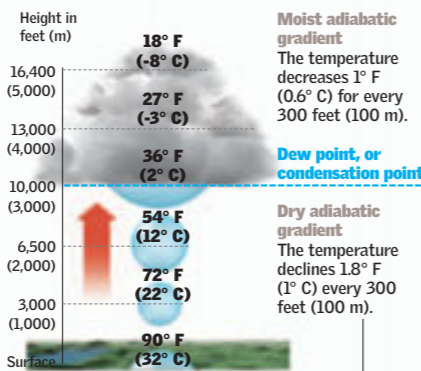 Height in
feet (m)
18° F
(-8° C)
16,400
(5,000)
27° F
(-3° C)
13,000
(4,000)
36° F
(2° C)
10,000
(3,000)
54° F
(12° C)
6,500
(2,000)
72° F
(22° C)
3,000
(1,000)
90° F
(32° C)
Surface
Moist adiabatic
gradient
The temperature
decreases 1° F
(0.6° C) for every
300 feet (100 m).
Dew point, or
condensation point
Dry adiabatic
gradient
The temperature
declines 1.8° F
(1° C) every 300
feet (100 m).